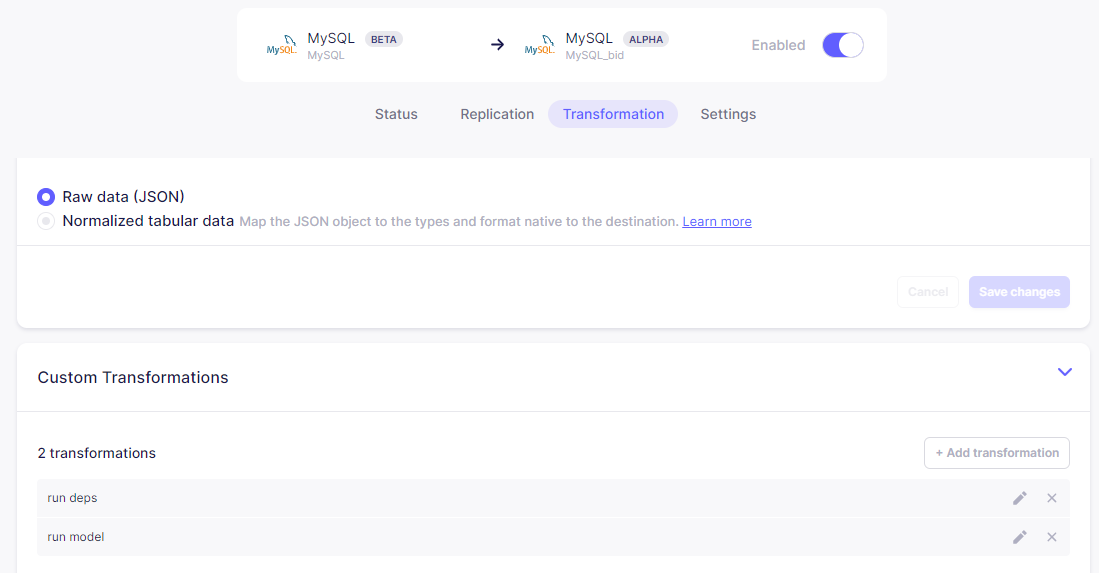 MySQL MySQL BETA MySQL MySQL ALPHA Enabled
MySQL MySQL_bid
Status Replication Transformation Settings
Raw data (JSON)
Normalized tabular data Map the JSON object to the types and format native to the destination. Learn more
Cancel Save changes
Custom Transformations
2 transformations + Add transformation
run deps
run model